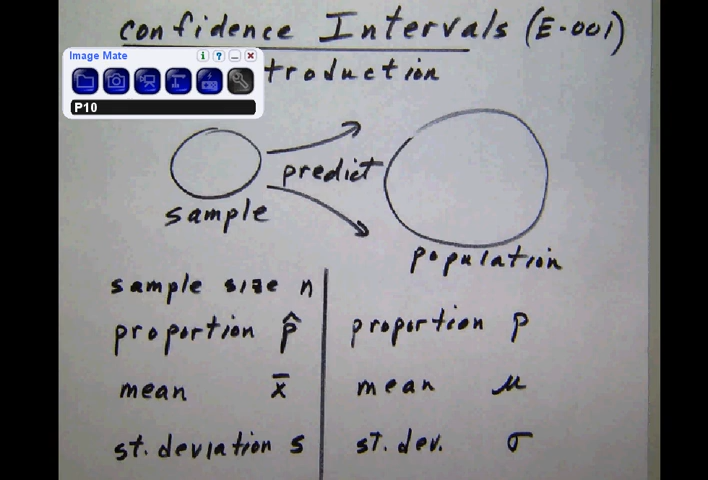 confidence Intervals (E-001)
Image Mate
troduction
P10
predict
sample
population
sample size n
proportion p̂
proportion p
mean x̄
mean μ
st. deviation s
st. dev. σ